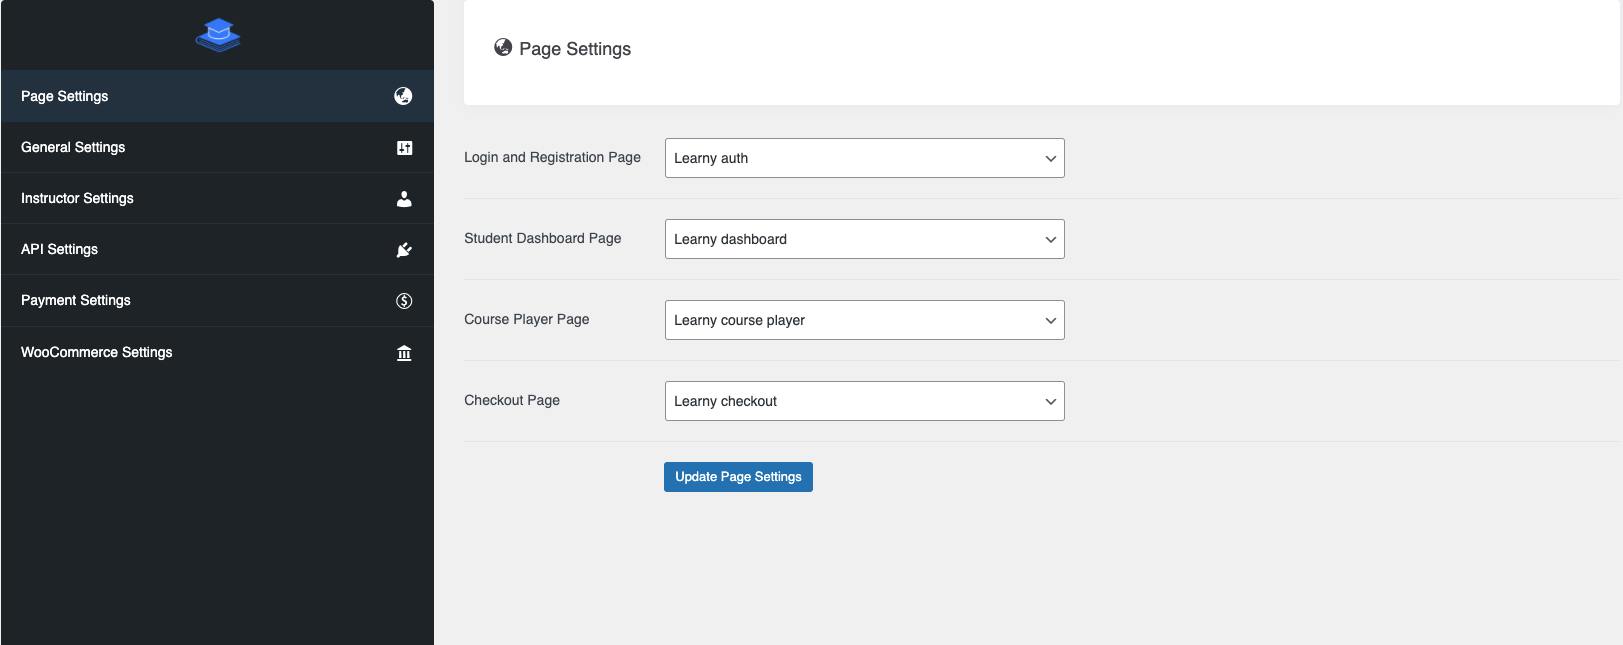 Page Settings
General Settings
Instructor Settings
API Settings
Payment Settings
WooCommerce Settings
Page Settings
Login and Registration Page
Learny auth
Student Dashboard Page
Learny dashboard
Course Player Page
Learny course player
Checkout Page
Learny checkout
Update Page Settings